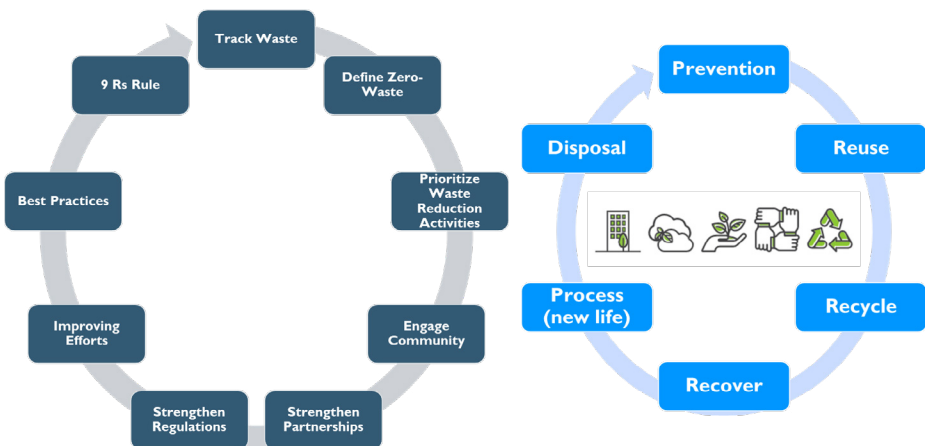 Track Waste
Define Zero-
Waste
Prioritize
Waste
Reduction
Activities
Engage
Community
Strengthen
Partnerships
Strengthen
Regulations
Improving
Efforts
Best Practices
9 Rs Rule
Prevention
Reuse
Recycle
Recover
Process
(new life)
Disposal